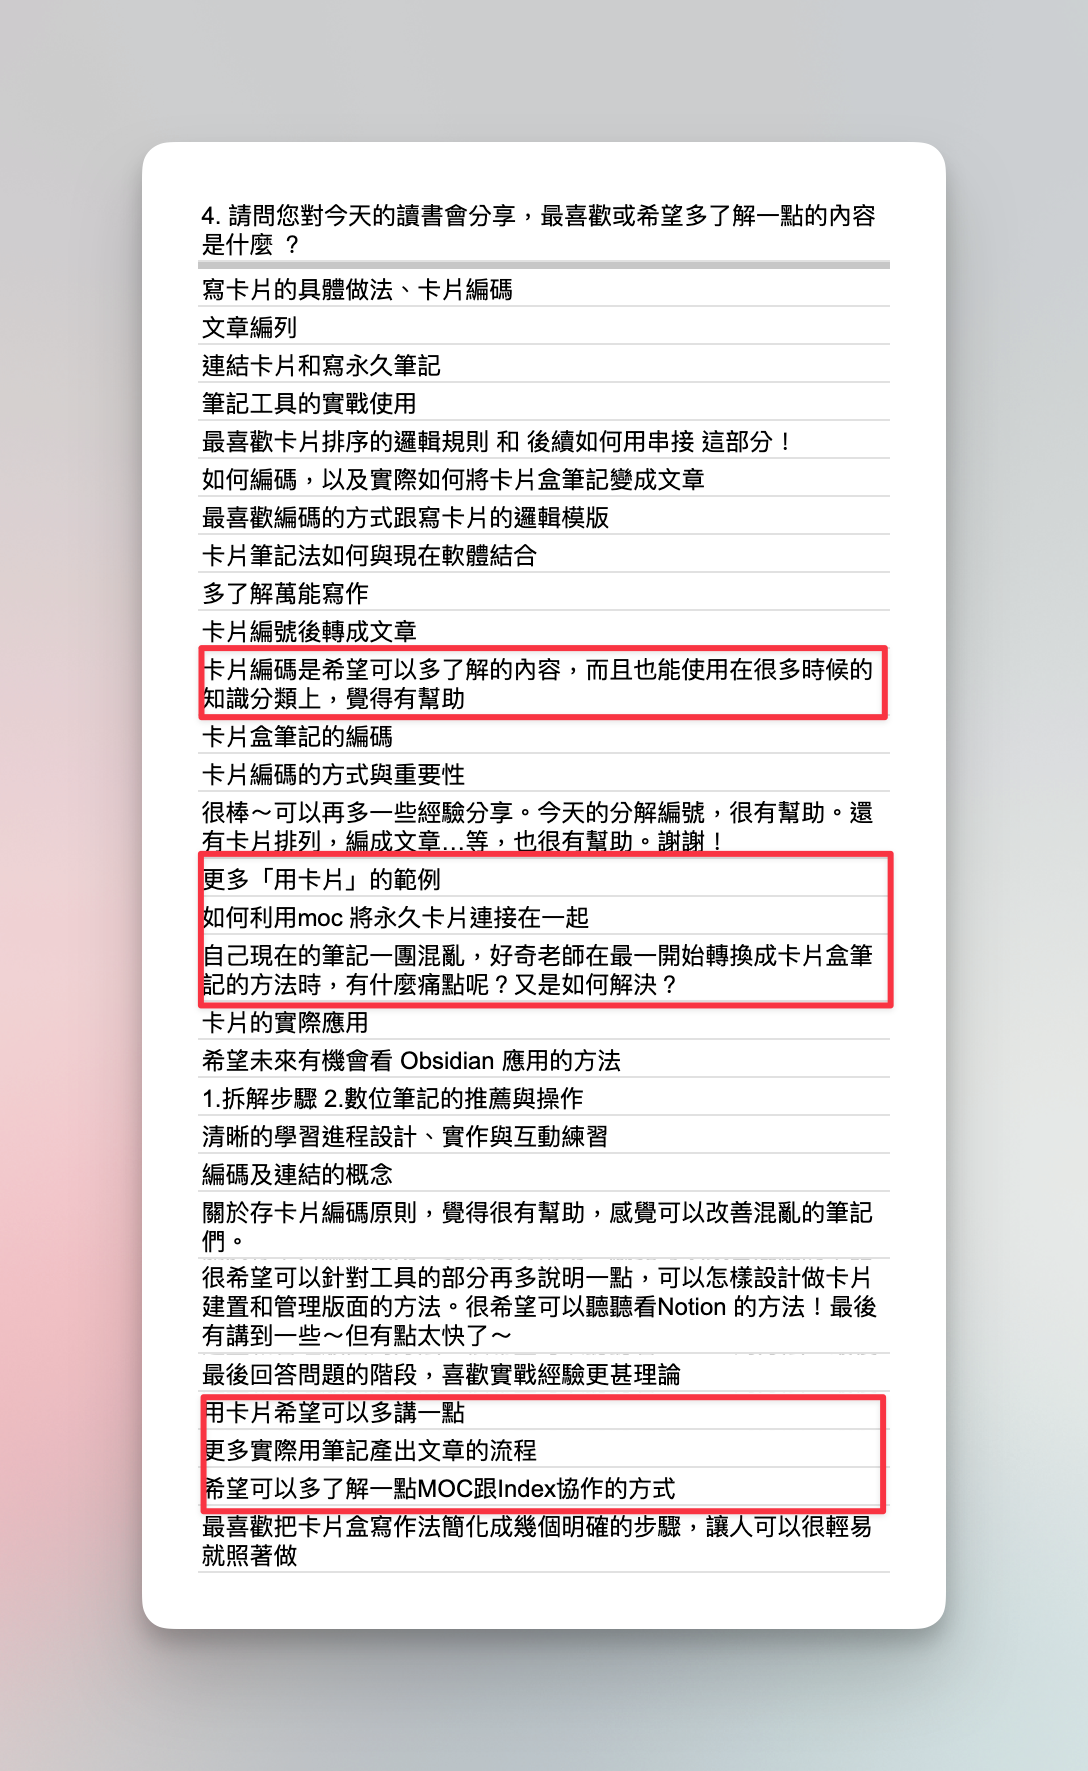 4. 請問您對今天的讀書會分享，最喜歡或希望多了解一點的內容
是什麼 ？
寫卡片的具體做法、卡片編碼
文章編列
連結卡片和寫永久筆記
筆記工具的實戰使用
最喜歡卡片排序的邏輯規則 和 後續如何用串接 這部分！
如何編碼，以及實際如何將卡片盒筆記變成文章
最喜歡編碼的方式跟寫卡片的邏輯模版
卡片筆記法如何與現在軟體結合
多了解萬能寫作
卡片編號後轉成文章
卡片編碼是希望可以多了解的內容，而且也能使用在很多時候的
知識分類上，覺得有幫助
卡片盒筆記的編碼
卡片編碼的方式與重要性
很棒～可以再多一些經驗分享。今天的分解編號，很有幫助。還
有卡片排列，編成文章...等，也很有幫助。謝謝！
更多「用卡片」的範例
如何利用moc 將永久卡片連接在一起
自己現在的筆記一團混亂，好奇老師在最一開始轉換成卡片盒筆
記的方法時，有什麼痛點呢？又是如何解決？
卡片的實際應用
希望未來有機會看 Obsidian 應用的方法
1.拆解步驟 2.數位筆記的推薦與操作
清晰的學習進程設計、實作與互動練習
編碼及連結的概念
關於存卡片編碼原則，覺得很有幫助，感覺可以改善混亂的筆記
們。
很希望可以針對工具的部分再多說明一點，可以怎樣設計做卡片
建置和管理版面的方法。很希望可以聽聽看Notion 的方法！最後
有講到一些～但有點太快了～
最後回答問題的階段，喜歡實戰經驗更甚理論
用卡片希望可以多講一點
更多實際用筆記產出文章的流程
希望可以多了解一點MOC跟Index協作的方式
最喜歡把卡片盒寫作法簡化成幾個明確的步驟，讓人可以很輕易
就照著做